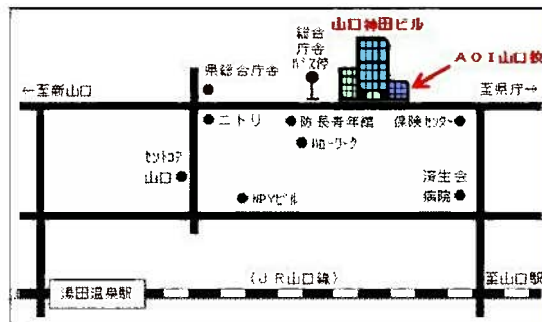 山口神田ビル
総合
庁舎
バス停
AOI山口校
県総合庁舎
←至新山口
至県庁→
ニトリ
防長青年館
保険センター
ハローワーク
セントコア
山口
済生会
病院
NPYビル
(JR山口線)
湯田温泉駅
至山口駅